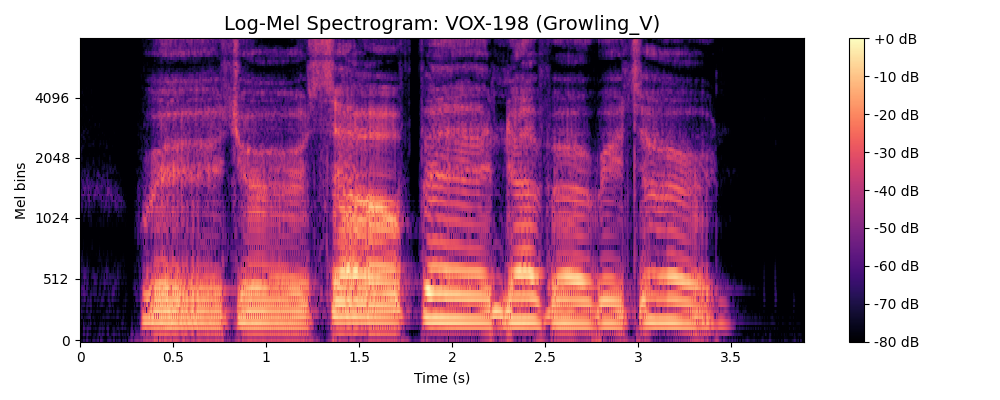 Log-Mel Spectrogram: VOX-198 (Growling_V)
Mel bins
4096
2048
1024
512
0
0
0.5
1
1.5
2
2.5
3
3.5
Time (s)
+0 dB
-10 dB
-20 dB
-30 dB
-40 dB
-50 dB
-60 dB
-70 dB
-80 dB